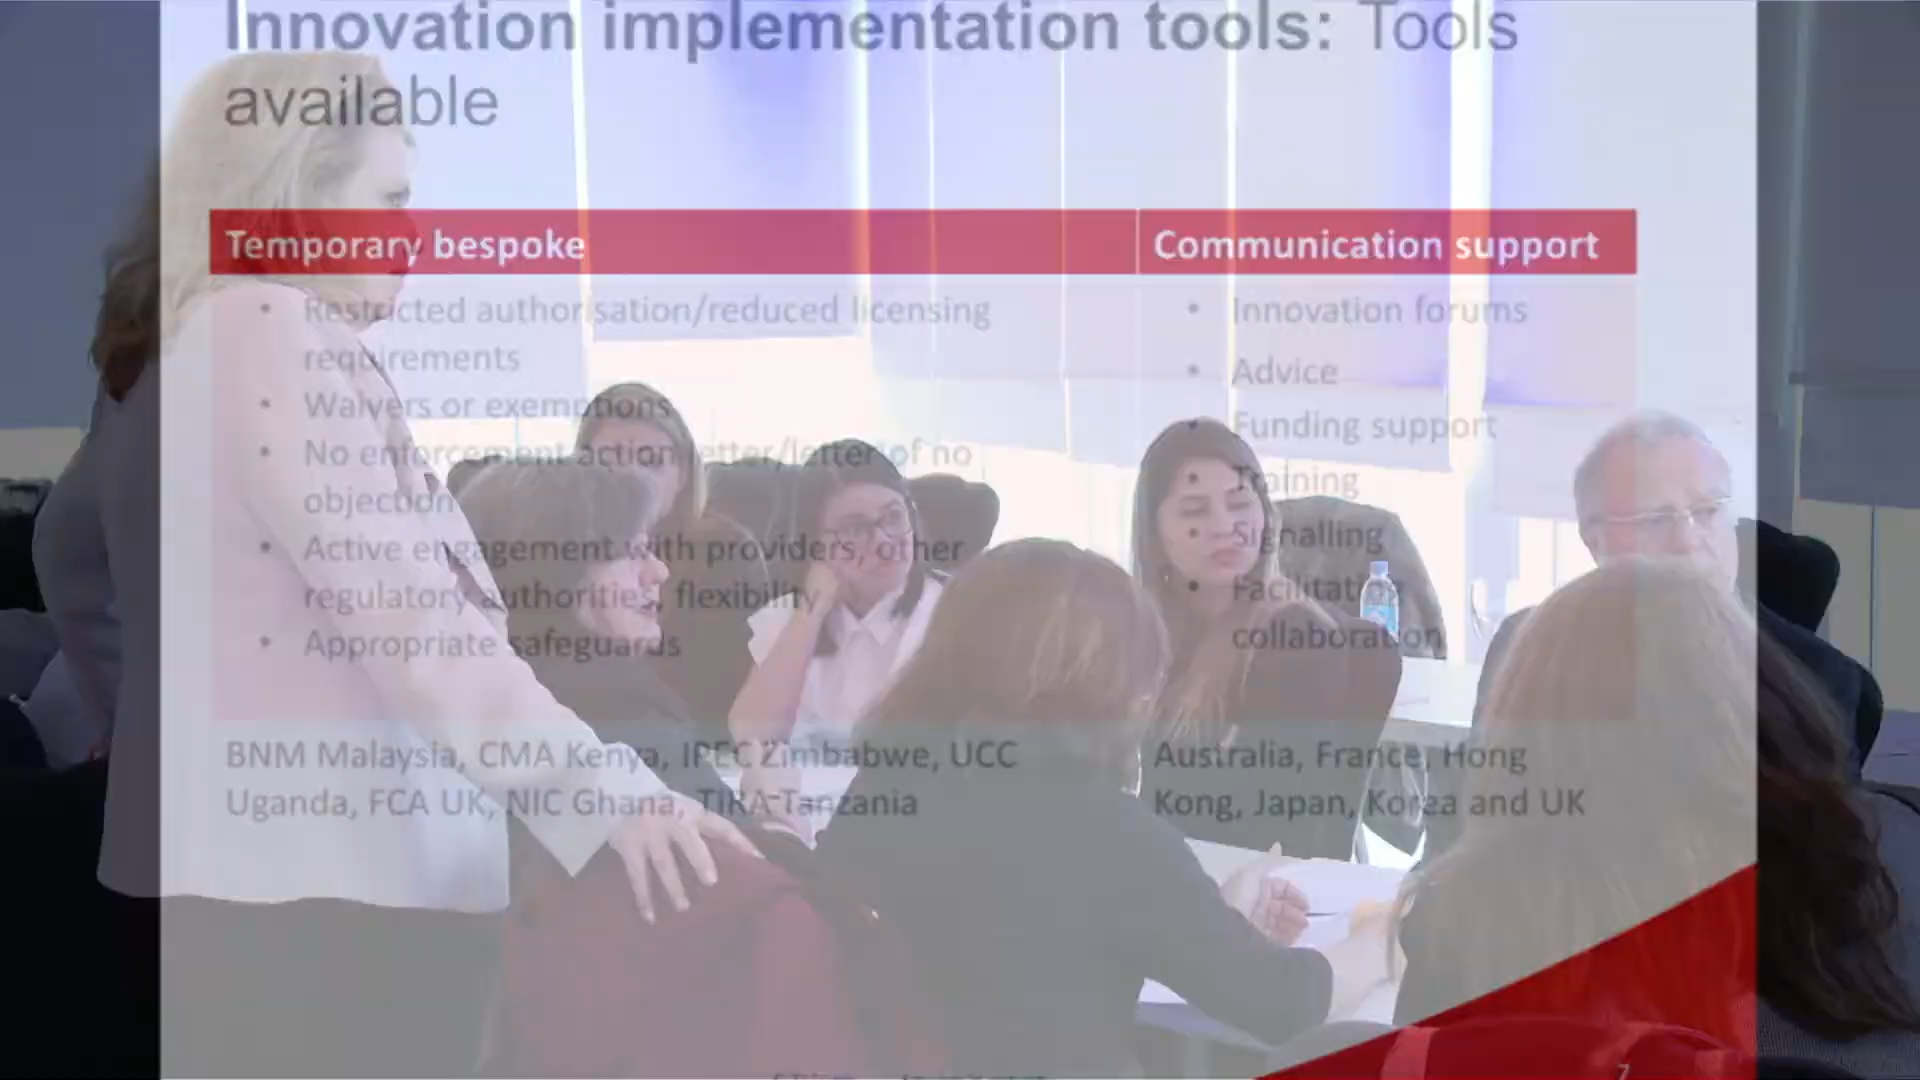 Innovation implementation tools: Tools
available
Temporary bespoke
Communication support
• Restricted authorisation/reduced licensing
requirements
• Waivers or exemptions
• No enforcement action letter/letter of no
objection
• Active engagement with providers, other
regulatory authorities, flexibility
• Appropriate safeguards
• Innovation forums
• Advice
• Funding support
• Training
• Signalling
• Facilitating
collaboration
BNM Malaysia, CMA Kenya, IPEC Zimbabwe, UCC
Uganda, FCA UK, NIC Ghana, TIRA Tanzania
Australia, France, Hong
Kong, Japan, Korea and UK
7